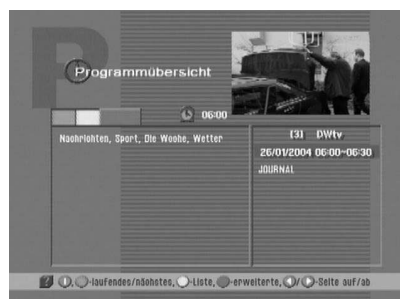 Programmübersicht
06:00
Nachrichten, Sport, Die Woche, Wetter
[3] DWtv
26/01/2004 06:00~06:30
JOURNAL
-laufendes/nächstes, -Liste, -erweiterte, / -Seite auf/ab